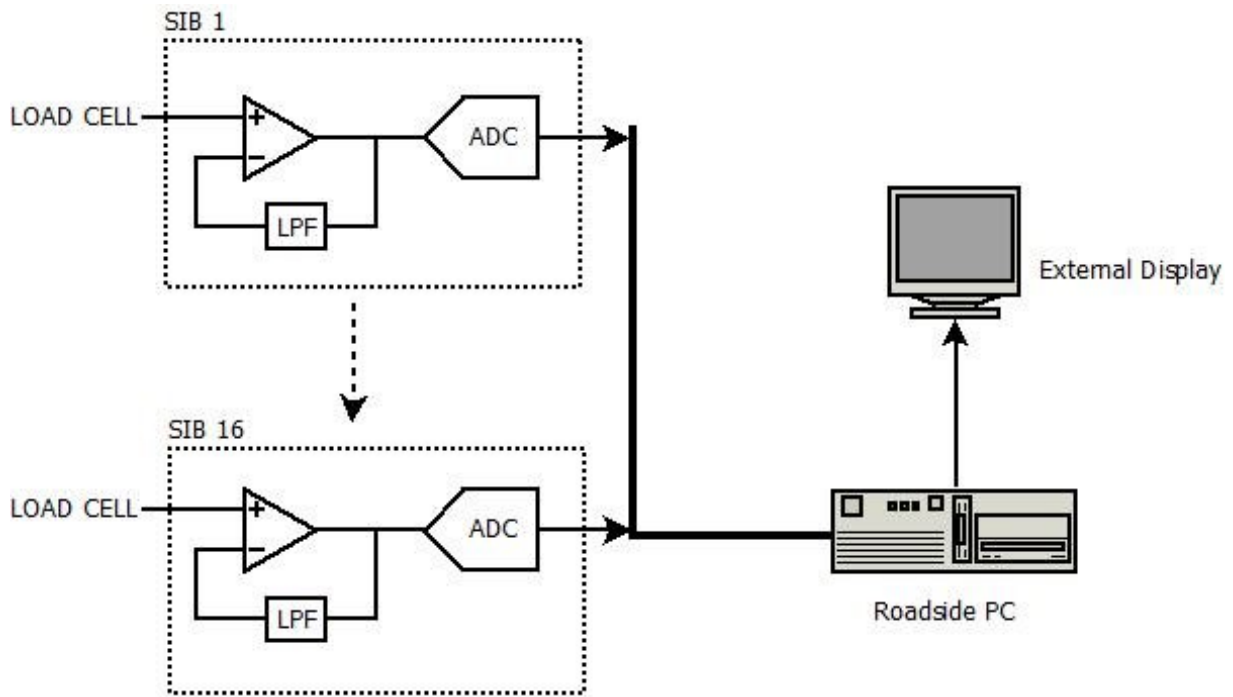 SIB 1
LOAD CELL
+
−
ADC
LPF
External Display
SIB 16
LOAD CELL
+
−
ADC
LPF
Roadside PC